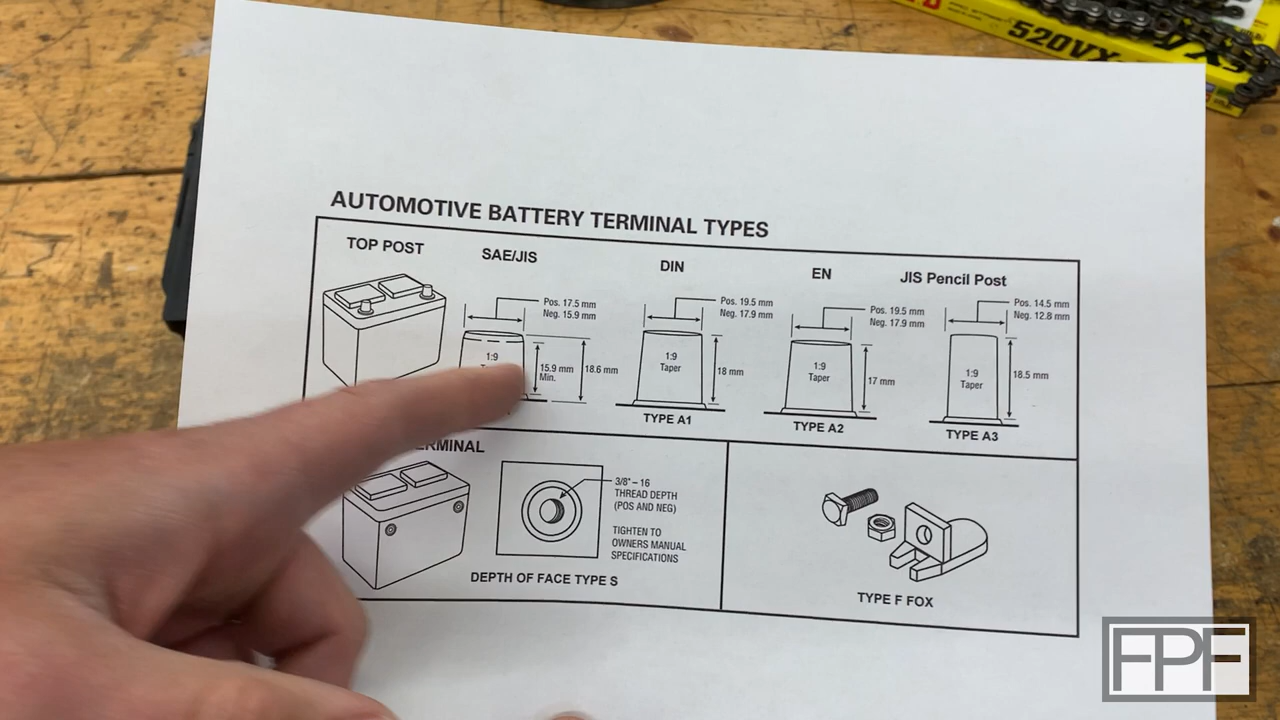 520VX
AUTOMOTIVE BATTERY TERMINAL TYPES
TOP POST
SAE/JIS
Pos. 17.5 mm
Neg. 15.9 mm
1:9
15.9 mm
Min.
18.6 mm
DIN
Pos. 19.5 mm
Neg. 17.9 mm
1:9
Taper
18 mm
TYPE A1
EN
Pos. 19.5 mm
Neg. 17.9 mm
1:9
Taper
17 mm
TYPE A2
JIS Pencil Post
Pos. 14.5 mm
Neg. 12.8 mm
1:9
Taper
18.5 mm
TYPE A3
ERMINAL
3/8" – 16
THREAD DEPTH
(POS AND NEG)
TIGHTEN TO
OWNERS MANUAL
SPECIFICATIONS
DEPTH OF FACE TYPE S
TYPE F FOX
FPF